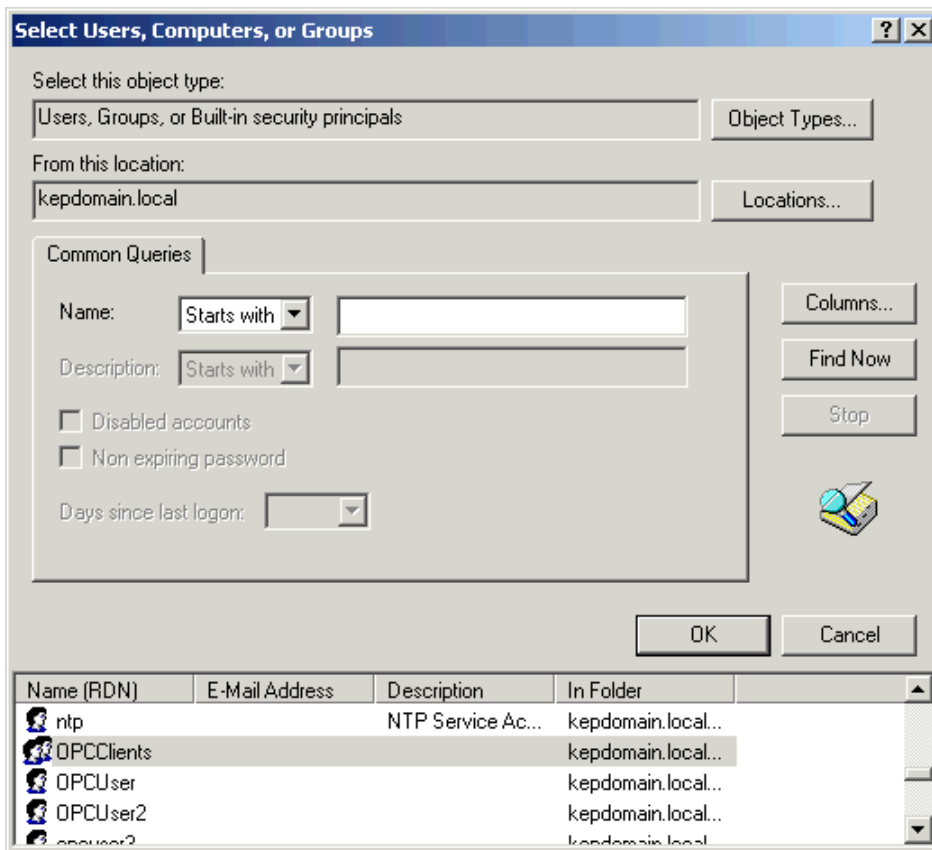 Select Users, Computers, or Groups
Select this object type:
Users, Groups, or Built-in security principals
Object Types...
From this location:
kepdomain.local
Locations...
Common Queries
Name: Starts with
Columns...
Description: Starts with
Find Now
Disabled accounts
Stop
Non expiring password
Days since last logon:
OK Cancel
Name (RDN) E-Mail Address Description In Folder
ntp NTP Service Ac... kepdomain.local...
OPCClients kepdomain.local...
OPCUser kepdomain.local...
OPCUser2 kepdomain.local...
kepdomain.local...